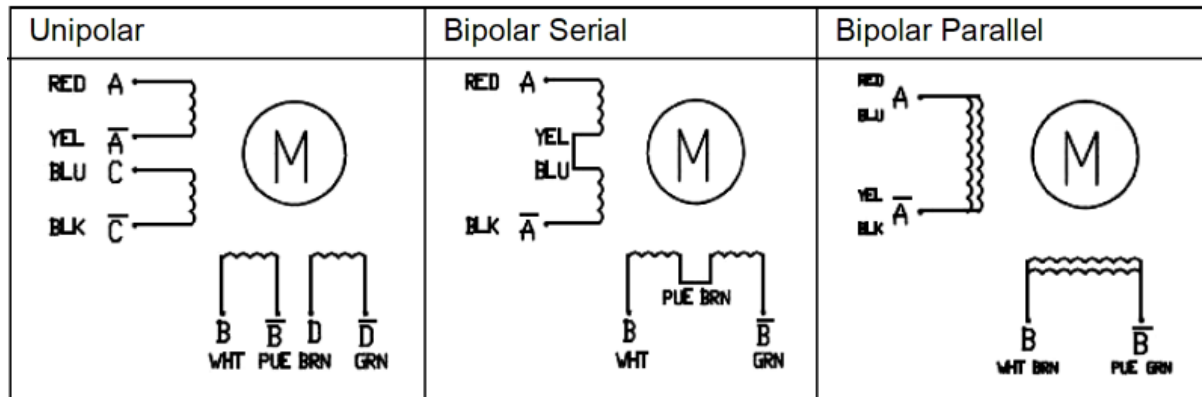 Unipolar
RED A
YEL A̅
BLU C
BLK C̅
M
B B̅ D D̅
WHT PUE BRN GRN
Bipolar Serial
RED A
YEL
BLU
BLK A̅
M
PUE BRN
B B̅
WHT GRN
Bipolar Parallel
RED
A
BLU
YEL
A̅
BLK
M
B B̅
WHT BRN PUE GRN